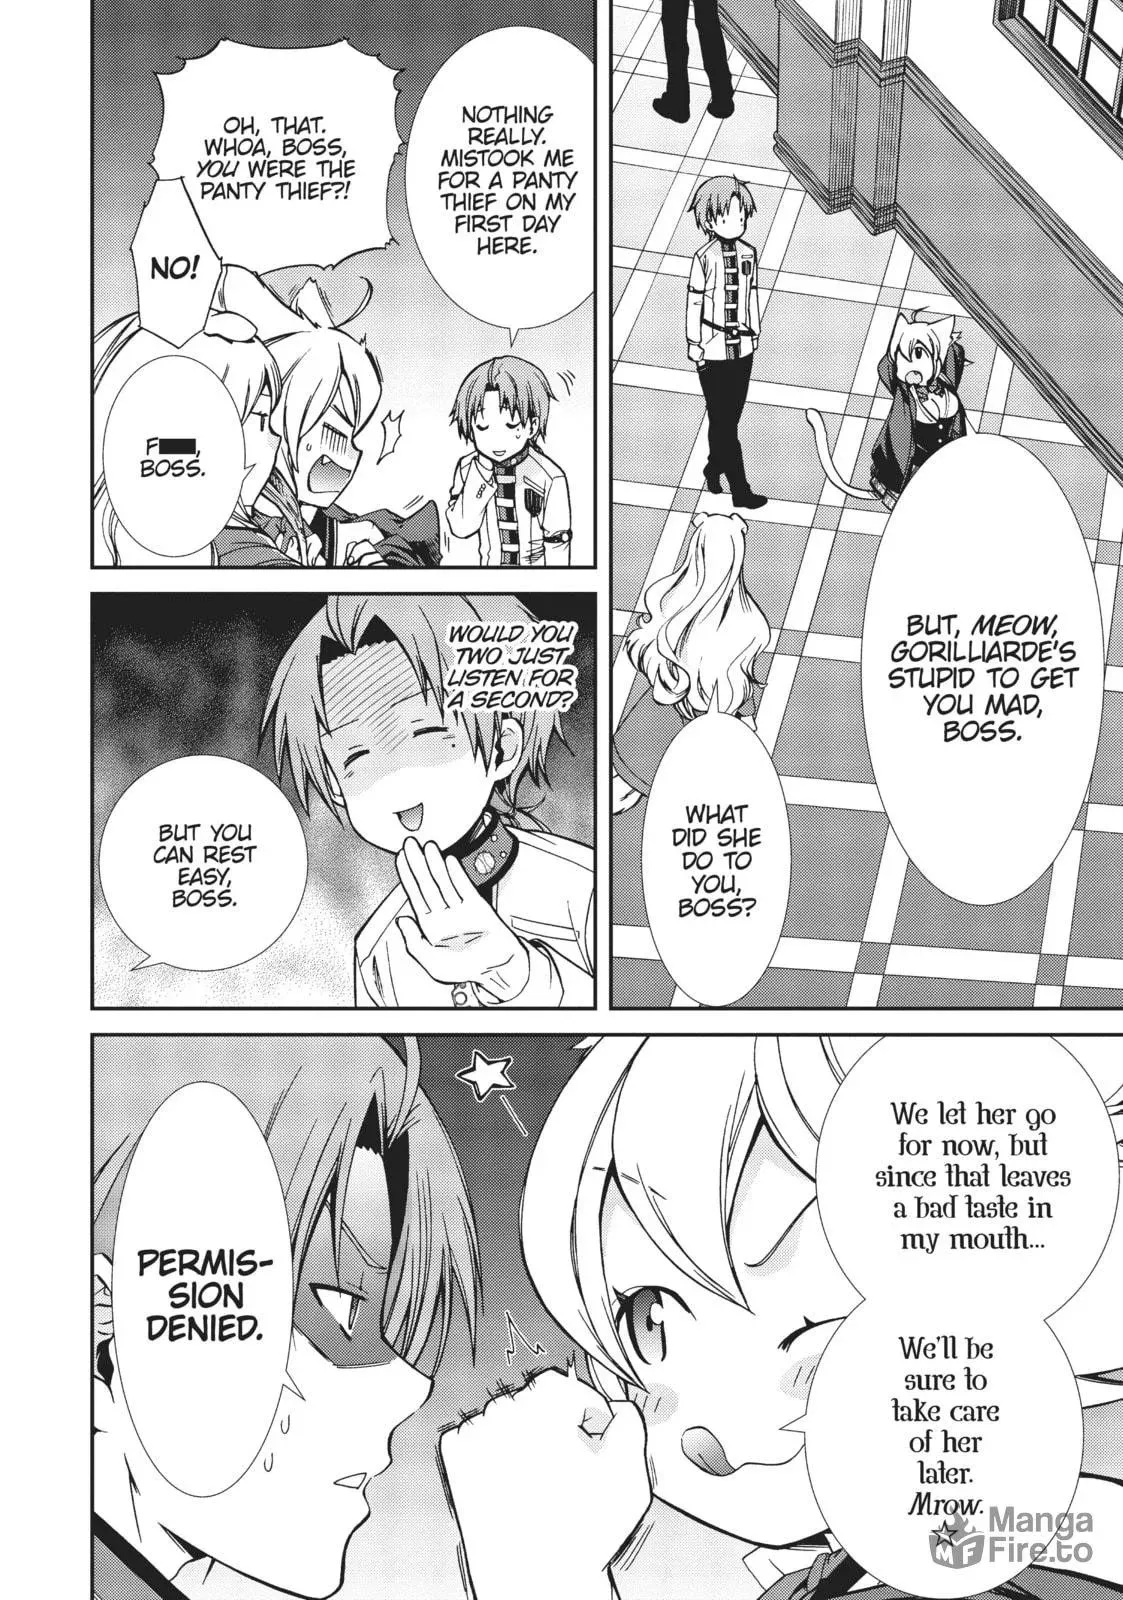 BUT, MEOW,
GORILLIARDE'S
STUPID TO GET
YOU MAD,
BOSS.
WHAT
DID SHE
DO TO
YOU,
BOSS?
NOTHING
REALLY.
MISTOOK ME
FOR A PANTY
THIEF ON MY
FIRST DAY
HERE.
OH, THAT.
WHOA, BOSS,
YOU WERE THE
PANTY THIEF?!
NO!
F
BOSS.
WOULD YOU
TWO JUST
LISTEN FOR
A SECOND?
BUT YOU
CAN REST
EASY,
BOSS.
We let her go
for now, but
since that leaves
a bad taste in
my mouth...
We'll be
sure to
take care
of her
later.
Mrow.
PERMIS-
SION
DENIED.
MF
Manga
Fire.to